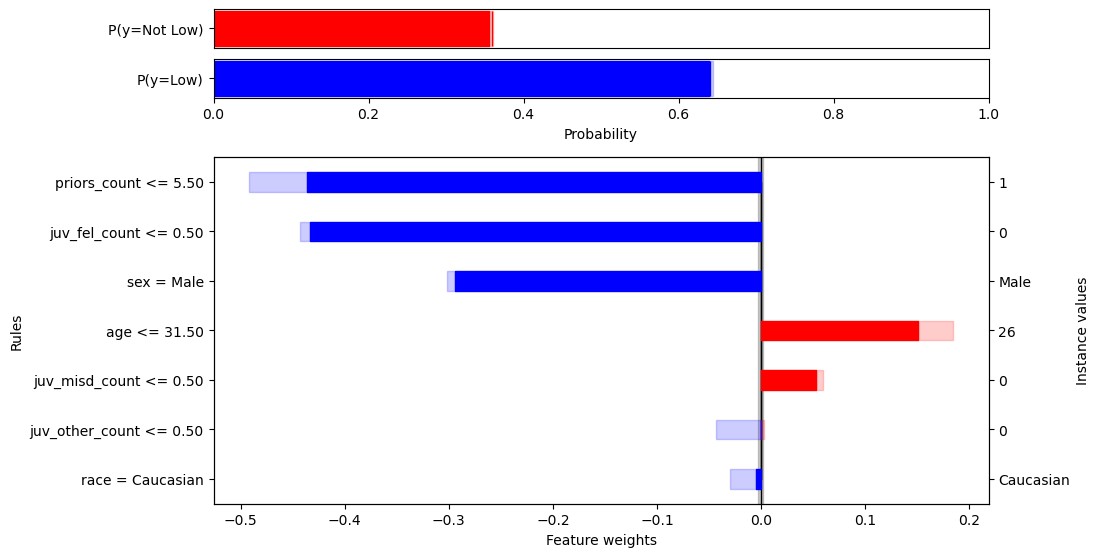 P(y=Not Low)
P(y=Low)
0.0 0.2 0.4 0.6 0.8 1.0
Probability
priors_count <= 5.50 1
juv_fel_count <= 0.50 0
sex = Male Male
age <= 31.50 26
juv_misd_count <= 0.50 0
juv_other_count <= 0.50 0
race = Caucasian Caucasian
Rules
Instance values
−0.5 −0.4 −0.3 −0.2 −0.1 0.0 0.1 0.2
Feature weights